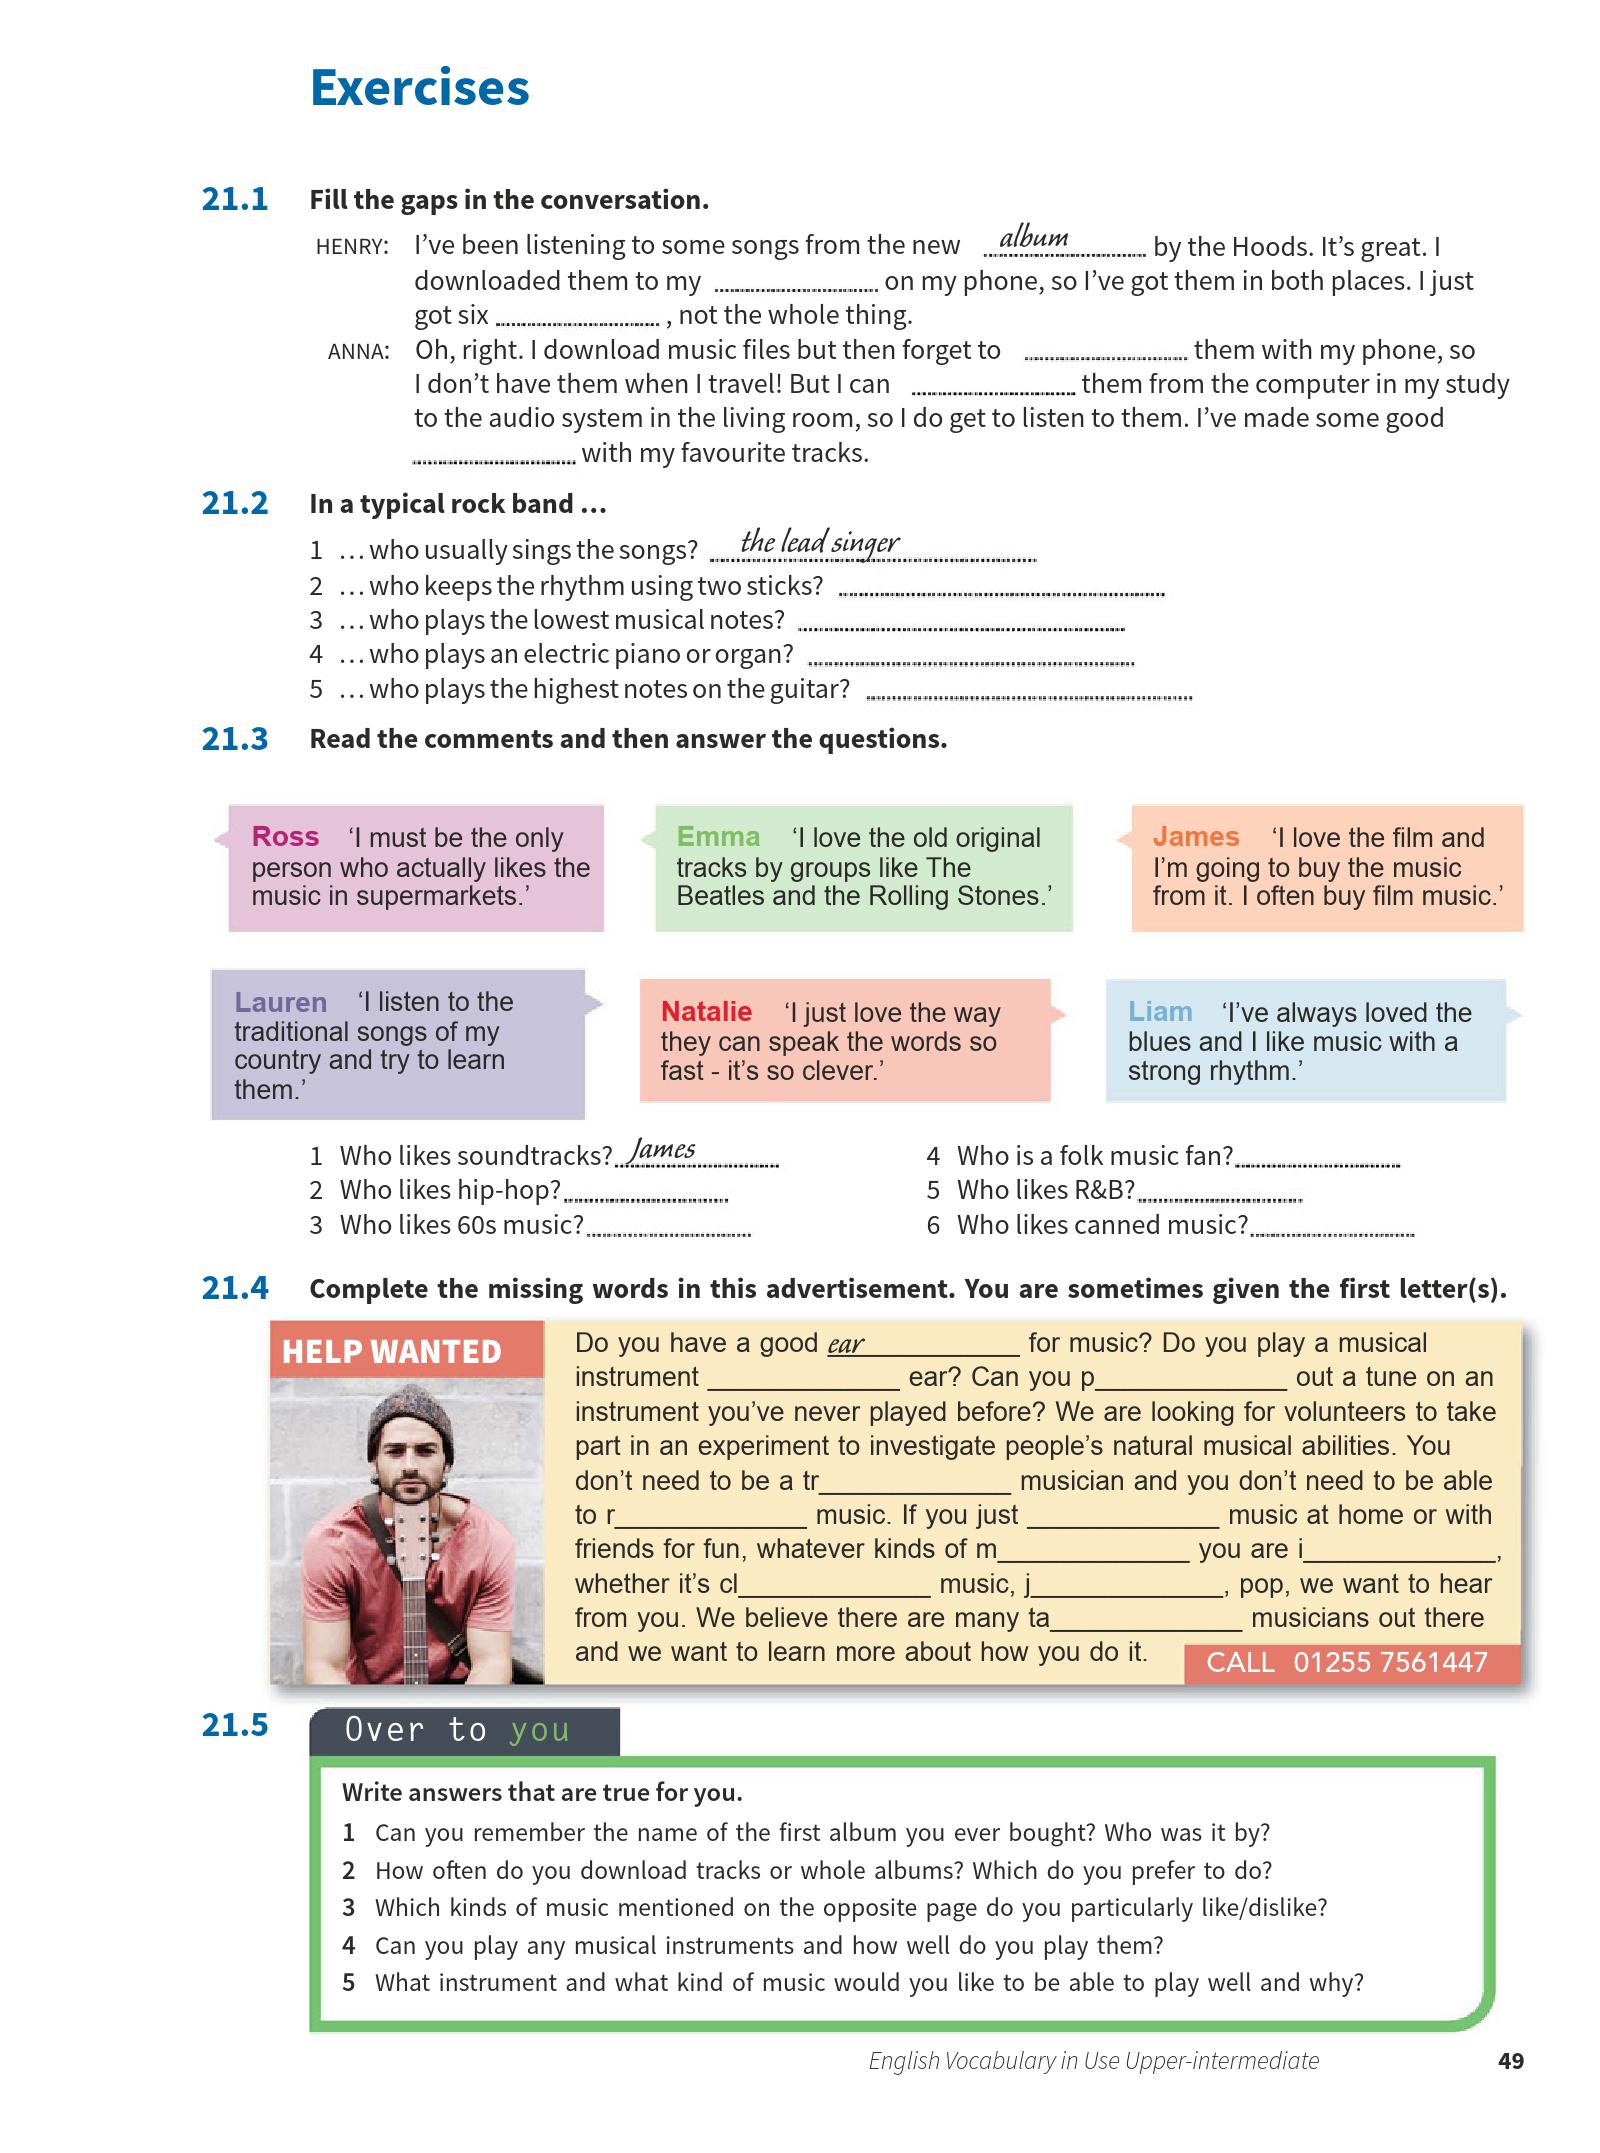 Exercises
21.1 Fill the gaps in the conversation.
HENRY: I’ve been listening to some songs from the new album by the Hoods. It’s great. I
downloaded them to my ........................ on my phone, so I’ve got them in both places. I just
got six ........................ , not the whole thing.
ANNA: Oh, right. I download music files but then forget to ........................ them with my phone, so
I don’t have them when I travel! But I can ........................ them from the computer in my study
to the audio system in the living room, so I do get to listen to them. I’ve made some good
........................ with my favourite tracks.
21.2 In a typical rock band …
1 … who usually sings the songs? the lead singer
2 … who keeps the rhythm using two sticks? ........................
3 … who plays the lowest musical notes? ........................
4 … who plays an electric piano or organ? ........................
5 … who plays the highest notes on the guitar? ........................
21.3 Read the comments and then answer the questions.
Ross ‘I must be the only
person who actually likes the
music in supermarkets.’
Emma ‘I love the old original
tracks by groups like The
Beatles and the Rolling Stones.’
James ‘I love the film and
I’m going to buy the music
from it. I often buy film music.’
Lauren ‘I listen to the
traditional songs of my
country and try to learn
them.’
Natalie ‘I just love the way
they can speak the words so
fast - it’s so clever.’
Liam ‘I’ve always loved the
blues and I like music with a
strong rhythm.’
1 Who likes soundtracks? James
2 Who likes hip-hop? ........................
3 Who likes 60s music? ........................
4 Who is a folk music fan? ........................
5 Who likes R&B? ........................
6 Who likes canned music? ........................
21.4 Complete the missing words in this advertisement. You are sometimes given the first letter(s).
HELP WANTED
Do you have a good ear____________ for music? Do you play a musical
instrument ______________ ear? Can you p______________ out a tune on an
instrument you’ve never played before? We are looking for volunteers to take
part in an experiment to investigate people’s natural musical abilities. You
don’t need to be a tr______________ musician and you don’t need to be able
to r______________ music. If you just ______________ music at home or with
friends for fun, whatever kinds of m______________ you are i______________,
whether it’s cl______________ music, j______________, pop, we want to hear
from you. We believe there are many ta______________ musicians out there
and we want to learn more about how you do it.
CALL 01255 7561447
21.5 Over to you
Write answers that are true for you.
1 Can you remember the name of the first album you ever bought? Who was it by?
2 How often do you download tracks or whole albums? Which do you prefer to do?
3 Which kinds of music mentioned on the opposite page do you particularly like/dislike?
4 Can you play any musical instruments and how well do you play them?
5 What instrument and what kind of music would you like to be able to play well and why?
English Vocabulary in Use Upper-intermediate 49